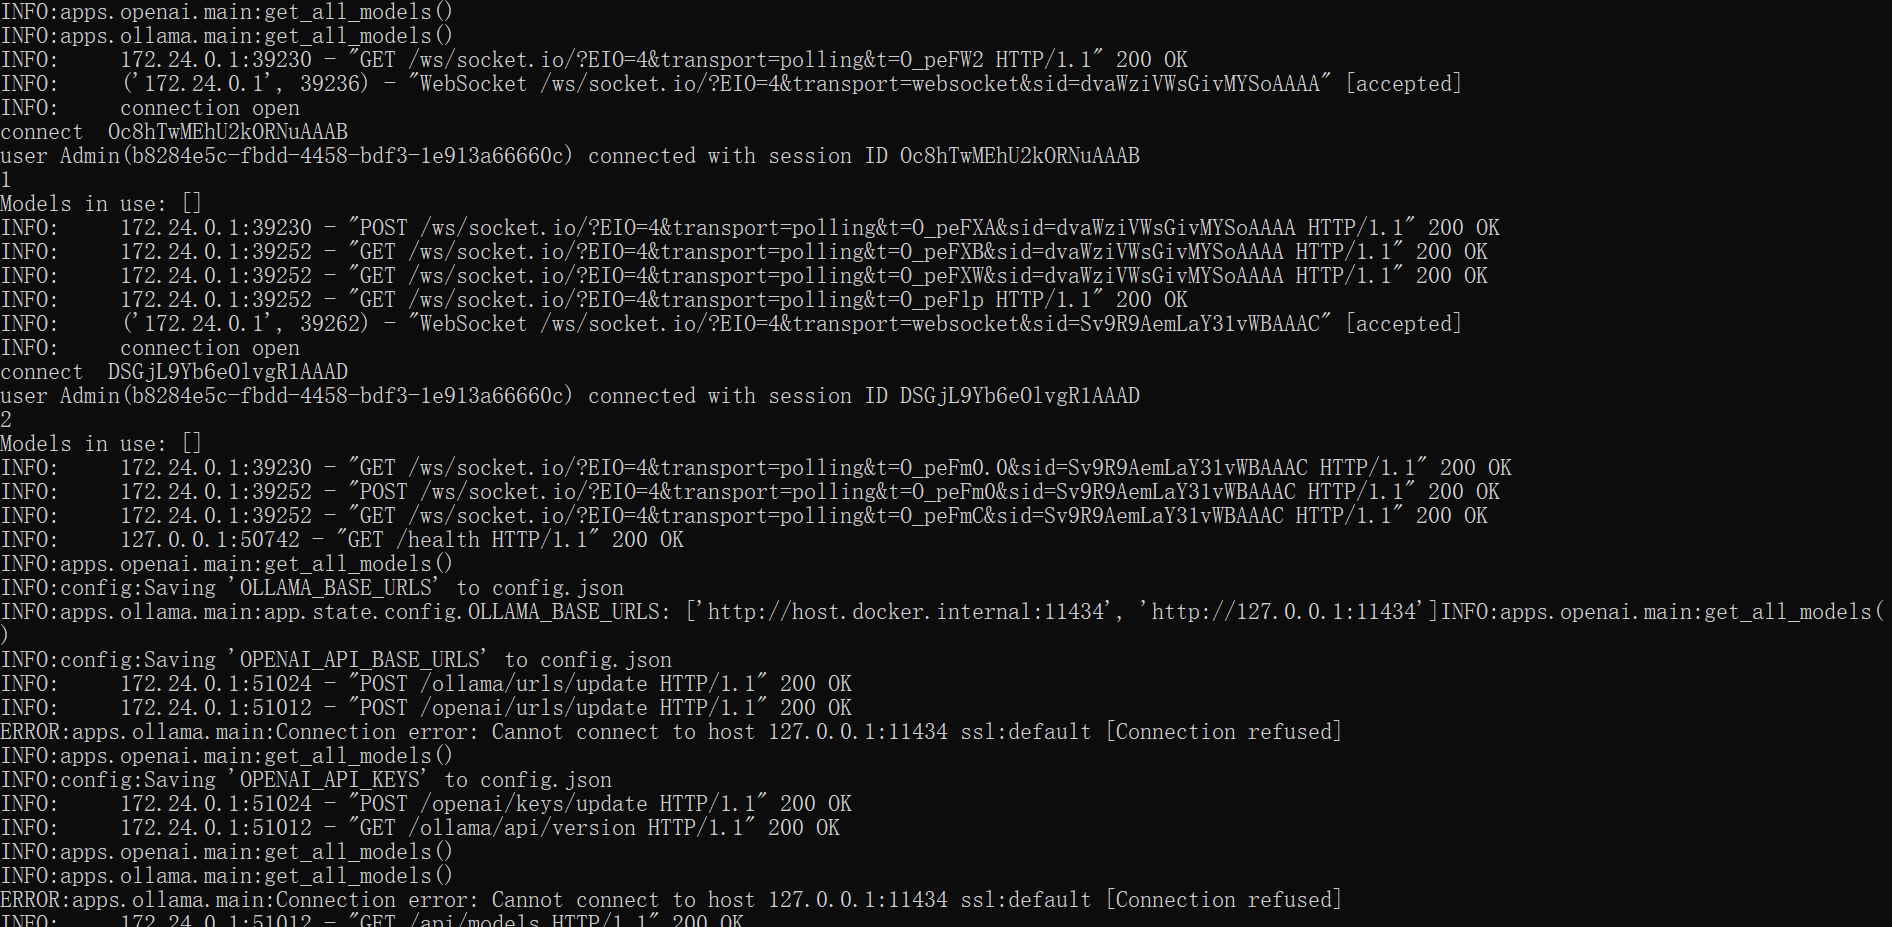 INFO:apps.openai.main:get_all_models()
INFO:apps.ollama.main:get_all_models()
INFO:     172.24.0.1:39230 - "GET /ws/socket.io/?EIO=4&transport=polling&t=O_peFW2 HTTP/1.1" 200 OK
INFO:     ('172.24.0.1', 39236) - "WebSocket /ws/socket.io/?EIO=4&transport=websocket&sid=dvaWziVWsGivMYSoAAAA" [accepted]
INFO:     connection open
connect  Oc8hTwMEhU2kORNuAAAB
user Admin(b8284e5c-fbdd-4458-bdf3-1e913a66660c) connected with session ID Oc8hTwMEhU2kORNuAAAB
1
Models in use: []
INFO:     172.24.0.1:39230 - "POST /ws/socket.io/?EIO=4&transport=polling&t=O_peFXA&sid=dvaWziVWsGivMYSoAAAA HTTP/1.1" 200 OK
INFO:     172.24.0.1:39252 - "GET /ws/socket.io/?EIO=4&transport=polling&t=O_peFXB&sid=dvaWziVWsGivMYSoAAAA HTTP/1.1" 200 OK
INFO:     172.24.0.1:39252 - "GET /ws/socket.io/?EIO=4&transport=polling&t=O_peFXW&sid=dvaWziVWsGivMYSoAAAA HTTP/1.1" 200 OK
INFO:     172.24.0.1:39252 - "GET /ws/socket.io/?EIO=4&transport=polling&t=O_peFlp HTTP/1.1" 200 OK
INFO:     ('172.24.0.1', 39262) - "WebSocket /ws/socket.io/?EIO=4&transport=websocket&sid=Sv9R9AemLaY31vWBAAAC" [accepted]
INFO:     connection open
connect  DSGjL9Yb6eOlvgR1AAAD
user Admin(b8284e5c-fbdd-4458-bdf3-1e913a66660c) connected with session ID DSGjL9Yb6eOlvgR1AAAD
2
Models in use: []
INFO:     172.24.0.1:39230 - "GET /ws/socket.io/?EIO=4&transport=polling&t=O_peFm0.0&sid=Sv9R9AemLaY31vWBAAAC HTTP/1.1" 200 OK
INFO:     172.24.0.1:39252 - "POST /ws/socket.io/?EIO=4&transport=polling&t=O_peFm0&sid=Sv9R9AemLaY31vWBAAAC HTTP/1.1" 200 OK
INFO:     172.24.0.1:39252 - "GET /ws/socket.io/?EIO=4&transport=polling&t=O_peFmC&sid=Sv9R9AemLaY31vWBAAAC HTTP/1.1" 200 OK
INFO:     127.0.0.1:50742 - "GET /health HTTP/1.1" 200 OK
INFO:apps.openai.main:get_all_models()
INFO:config:Saving 'OLLAMA_BASE_URLS' to config.json
INFO:apps.ollama.main:app.state.config.OLLAMA_BASE_URLS: ['http://host.docker.internal:11434', 'http://127.0.0.1:11434']INFO:apps.openai.main:get_all_models(
)
INFO:config:Saving 'OPENAI_API_BASE_URLS' to config.json
INFO:     172.24.0.1:51024 - "POST /ollama/urls/update HTTP/1.1" 200 OK
INFO:     172.24.0.1:51012 - "POST /openai/urls/update HTTP/1.1" 200 OK
ERROR:apps.ollama.main:Connection error: Cannot connect to host 127.0.0.1:11434 ssl:default [Connection refused]
INFO:apps.openai.main:get_all_models()
INFO:config:Saving 'OPENAI_API_KEYS' to config.json
INFO:     172.24.0.1:51024 - "POST /openai/keys/update HTTP/1.1" 200 OK
INFO:     172.24.0.1:51012 - "GET /ollama/api/version HTTP/1.1" 200 OK
INFO:apps.openai.main:get_all_models()
INFO:apps.ollama.main:get_all_models()
ERROR:apps.ollama.main:Connection error: Cannot connect to host 127.0.0.1:11434 ssl:default [Connection refused]
INFO:     172.24.0.1:51012 - "GET /api/models HTTP/1.1" 200 OK